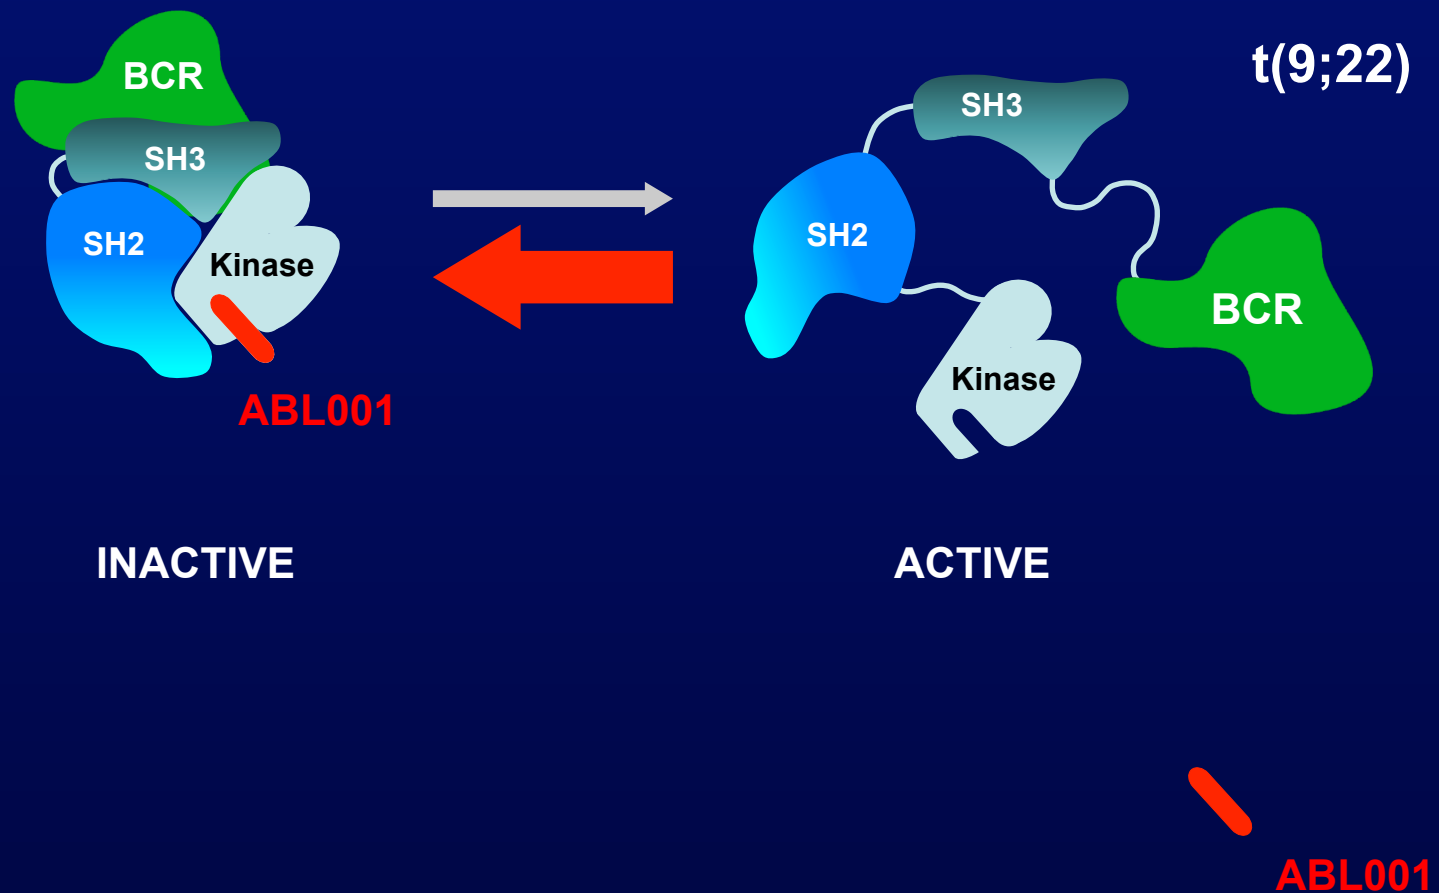 BCR
SH3
SH2
Kinase
ABL001
INACTIVE
t(9;22)
SH3
SH2
BCR
Kinase
ACTIVE
ABL001